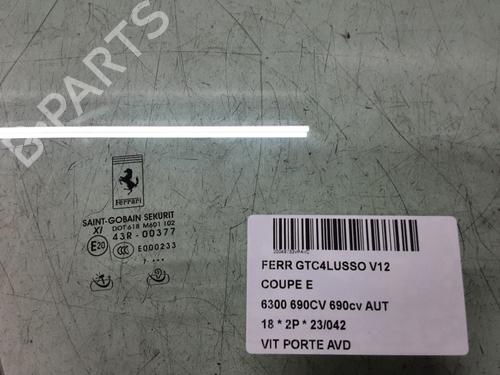 B-PARTS
Ferrari
SAINT-GOBAIN SEKURIT
XI DOT 618 M601 102
43R-00377
E20 CCC E000233
FERR GTC4LUSSO V12
COUPE E
6300 690CV 690cv AUT
18 * 2P * 23/042
VIT PORTE AVD